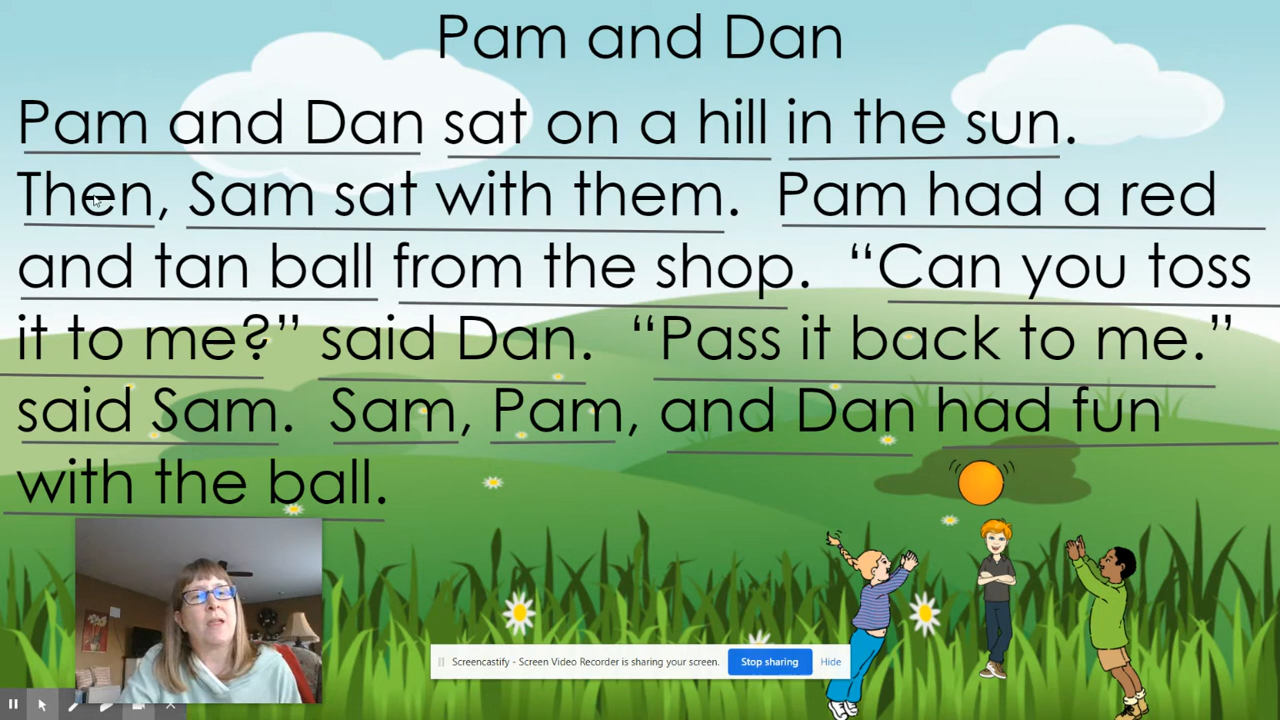 Pam and Dan
Pam and Dan sat on a hill in the sun.
Then, Sam sat with them. Pam had a red
and tan ball from the shop. “Can you toss
it to me?” said Dan. “Pass it back to me.”
said Sam. Sam, Pam, and Dan had fun
with the ball.
Screencastify - Screen Video Recorder is sharing your screen. Stop sharing Hide